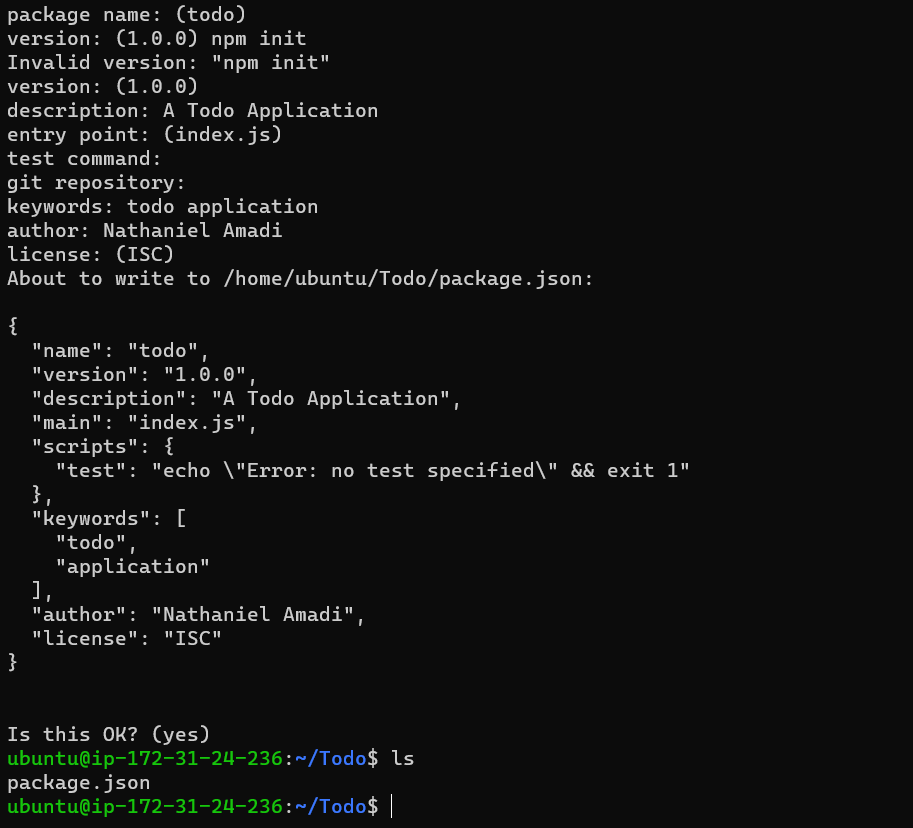 package name: (todo)
version: (1.0.0) npm init
Invalid version: "npm init"
version: (1.0.0)
description: A Todo Application
entry point: (index.js)
test command:
git repository:
keywords: todo application
author: Nathaniel Amadi
license: (ISC)
About to write to /home/ubuntu/Todo/package.json:

{
  "name": "todo",
  "version": "1.0.0",
  "description": "A Todo Application",
  "main": "index.js",
  "scripts": {
    "test": "echo \"Error: no test specified\" && exit 1"
  },
  "keywords": [
    "todo",
    "application"
  ],
  "author": "Nathaniel Amadi",
  "license": "ISC"
}

Is this OK? (yes)
ubuntu@ip-172-31-24-236:~/Todo$ ls
package.json
ubuntu@ip-172-31-24-236:~/Todo$